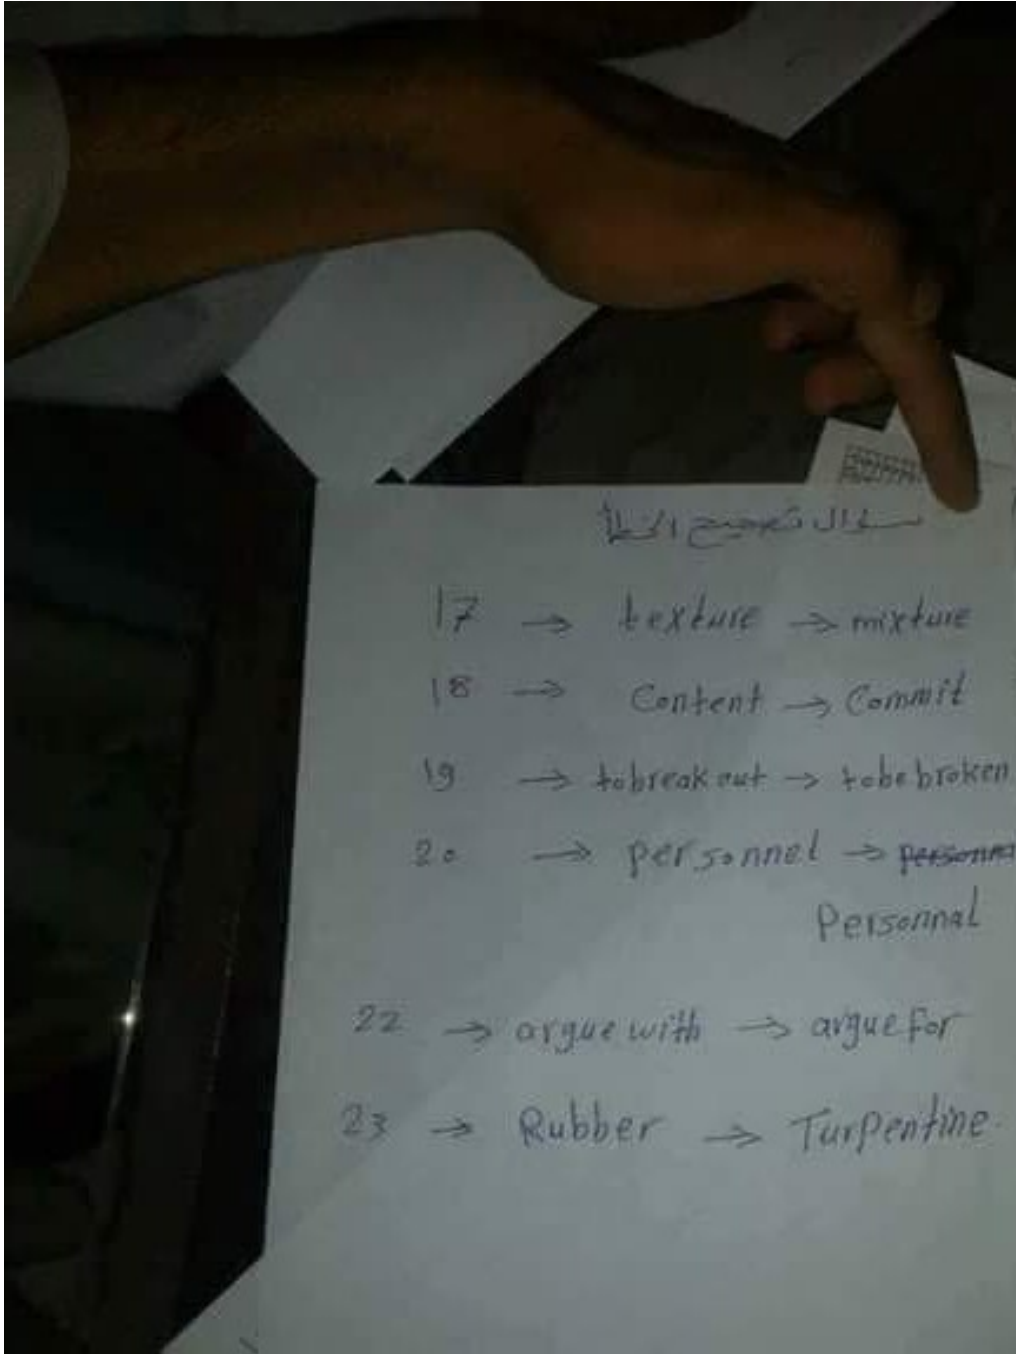 سؤال تصحيح الخطأ
17 → texture → mixture
18 → Content → Commit
19 → to break out → to be broken
20 → personnel → personna
Personnal
22 → argue with → argue for
23 → Rubber → Turpentine.